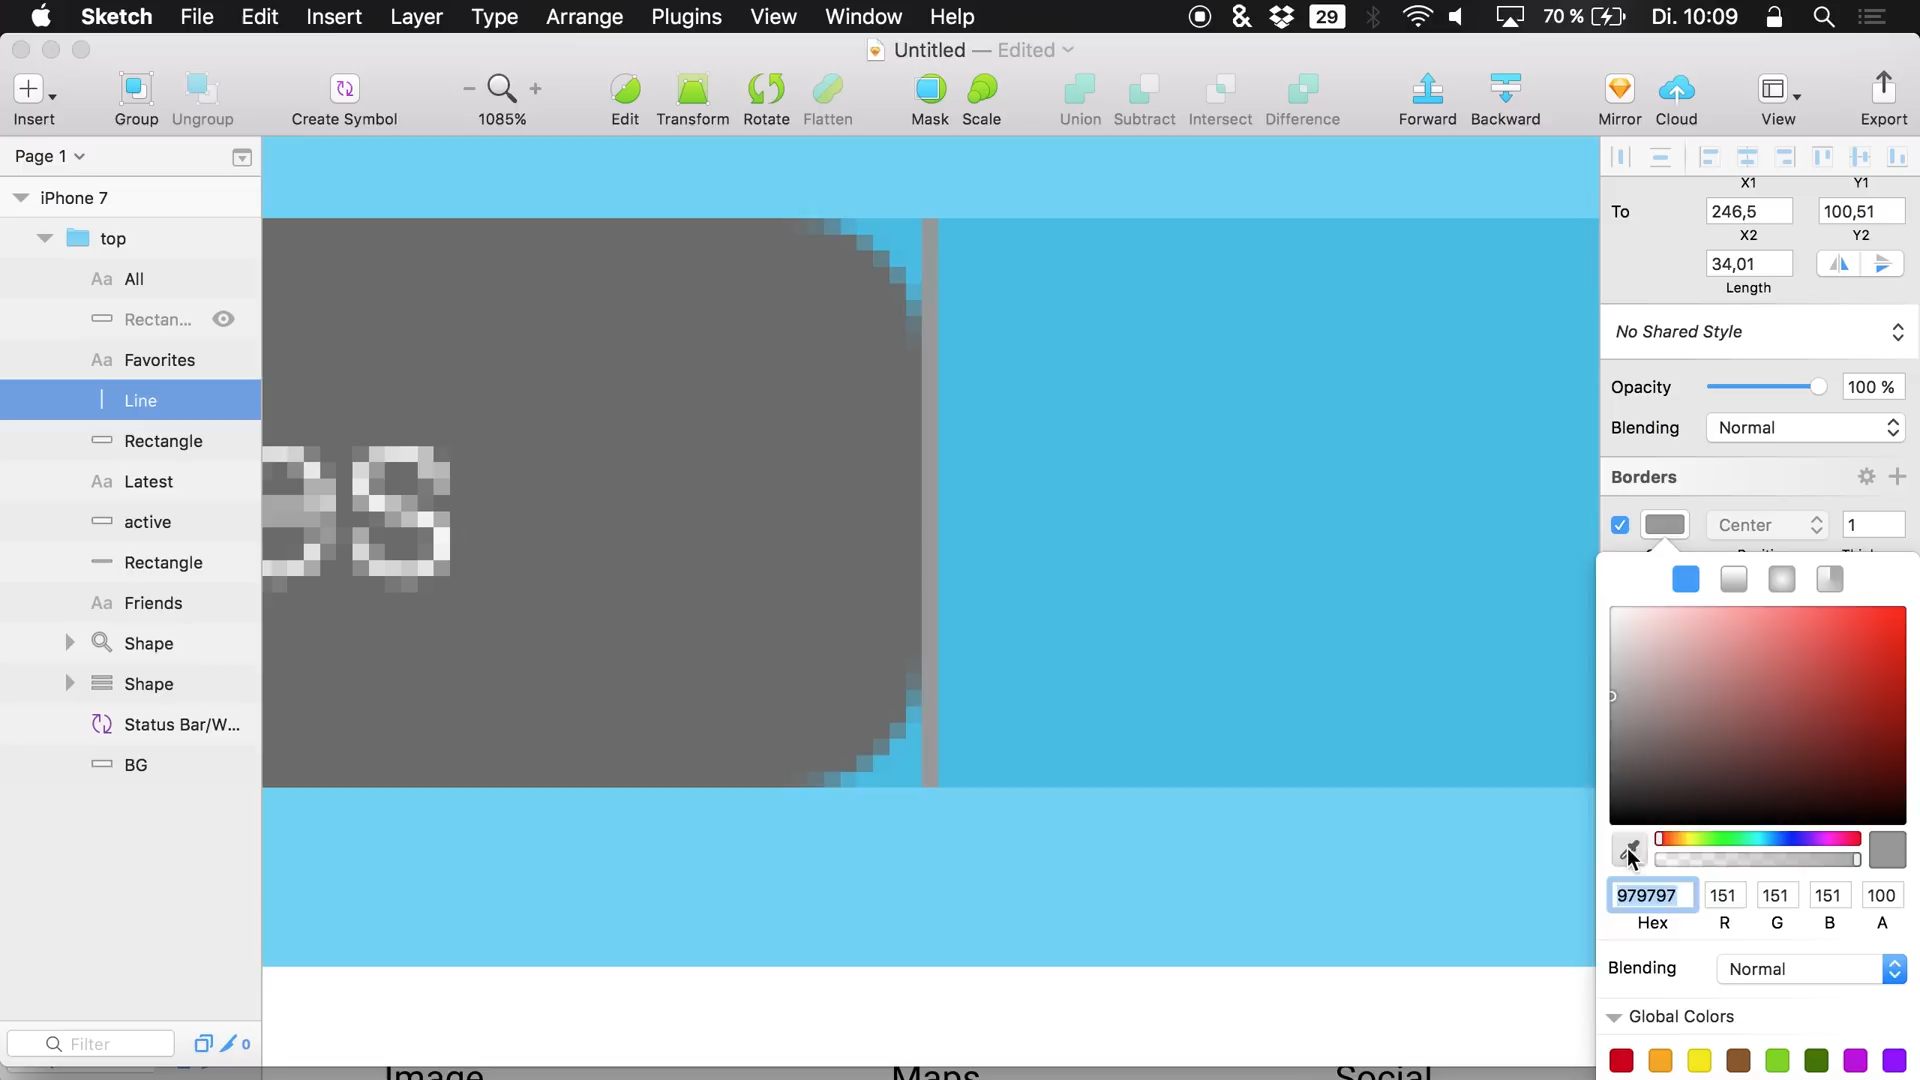 Sketch File Edit Insert Layer Type Arrange Plugins View Window Help 29 70 % Di. 10:09
Untitled — Edited
Insert Group Ungroup Create Symbol 1085% Edit Transform Rotate Flatten Mask Scale Union Subtract Intersect Difference Forward Backward Mirror Cloud View Export
Page 1
iPhone 7
top
Aa All
Rectan...
Aa Favorites
Line
Rectangle
Aa Latest
active
Rectangle
Aa Friends
Shape
Shape
Status Bar/W...
BG
Filter 0
X1 Y1
To 246,5 100,51
X2 Y2
34,01
Length
No Shared Style
Opacity 100 %
Blending Normal
Borders
Center 1
979797 151 151 151 100
Hex R G B A
Blending Normal
Global Colors
Image Maps Social